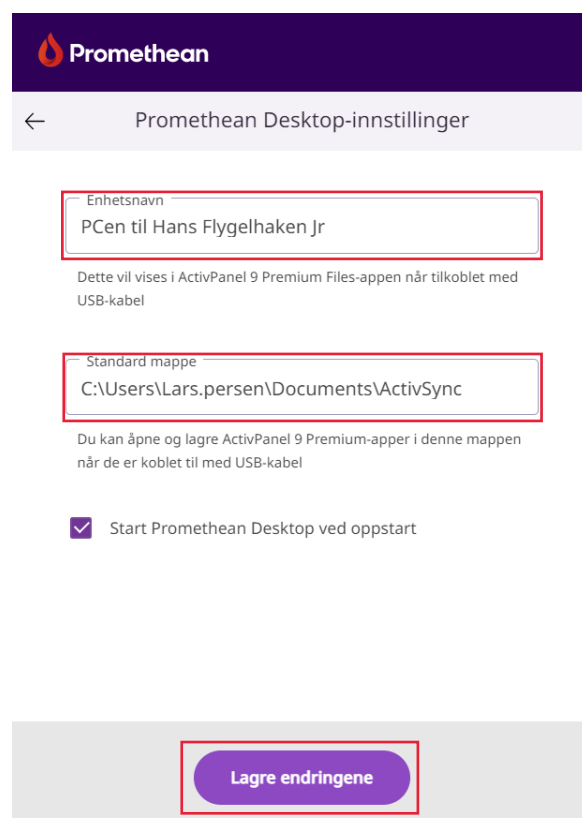 Promethean
Promethean Desktop-innstillinger
Enhetsnavn
PCen til Hans Flygelhaken Jr
Dette vil vises i ActivPanel 9 Premium Files-appen når tilkoblet med
USB-kabel
Standard mappe
C:\Users\Lars.persen\Documents\ActivSync
Du kan åpne og lagre ActivPanel 9 Premium-apper i denne mappen
når de er koblet til med USB-kabel
Start Promethean Desktop ved oppstart
Lagre endringene